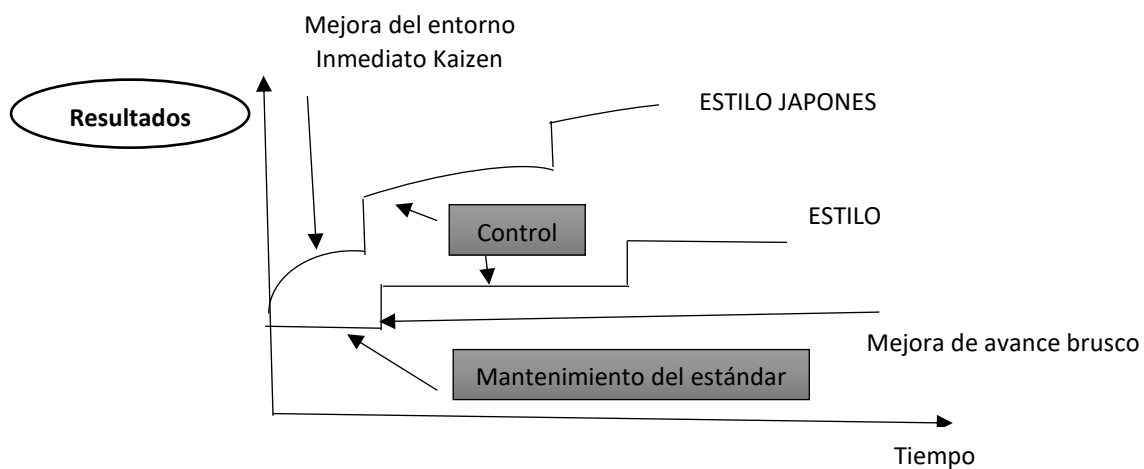 Mejora del entorno
Inmediato Kaizen
Resultados
ESTILO JAPONES
ESTILO
Control
Mejora de avance brusco
Mantenimiento del estándar
Tiempo